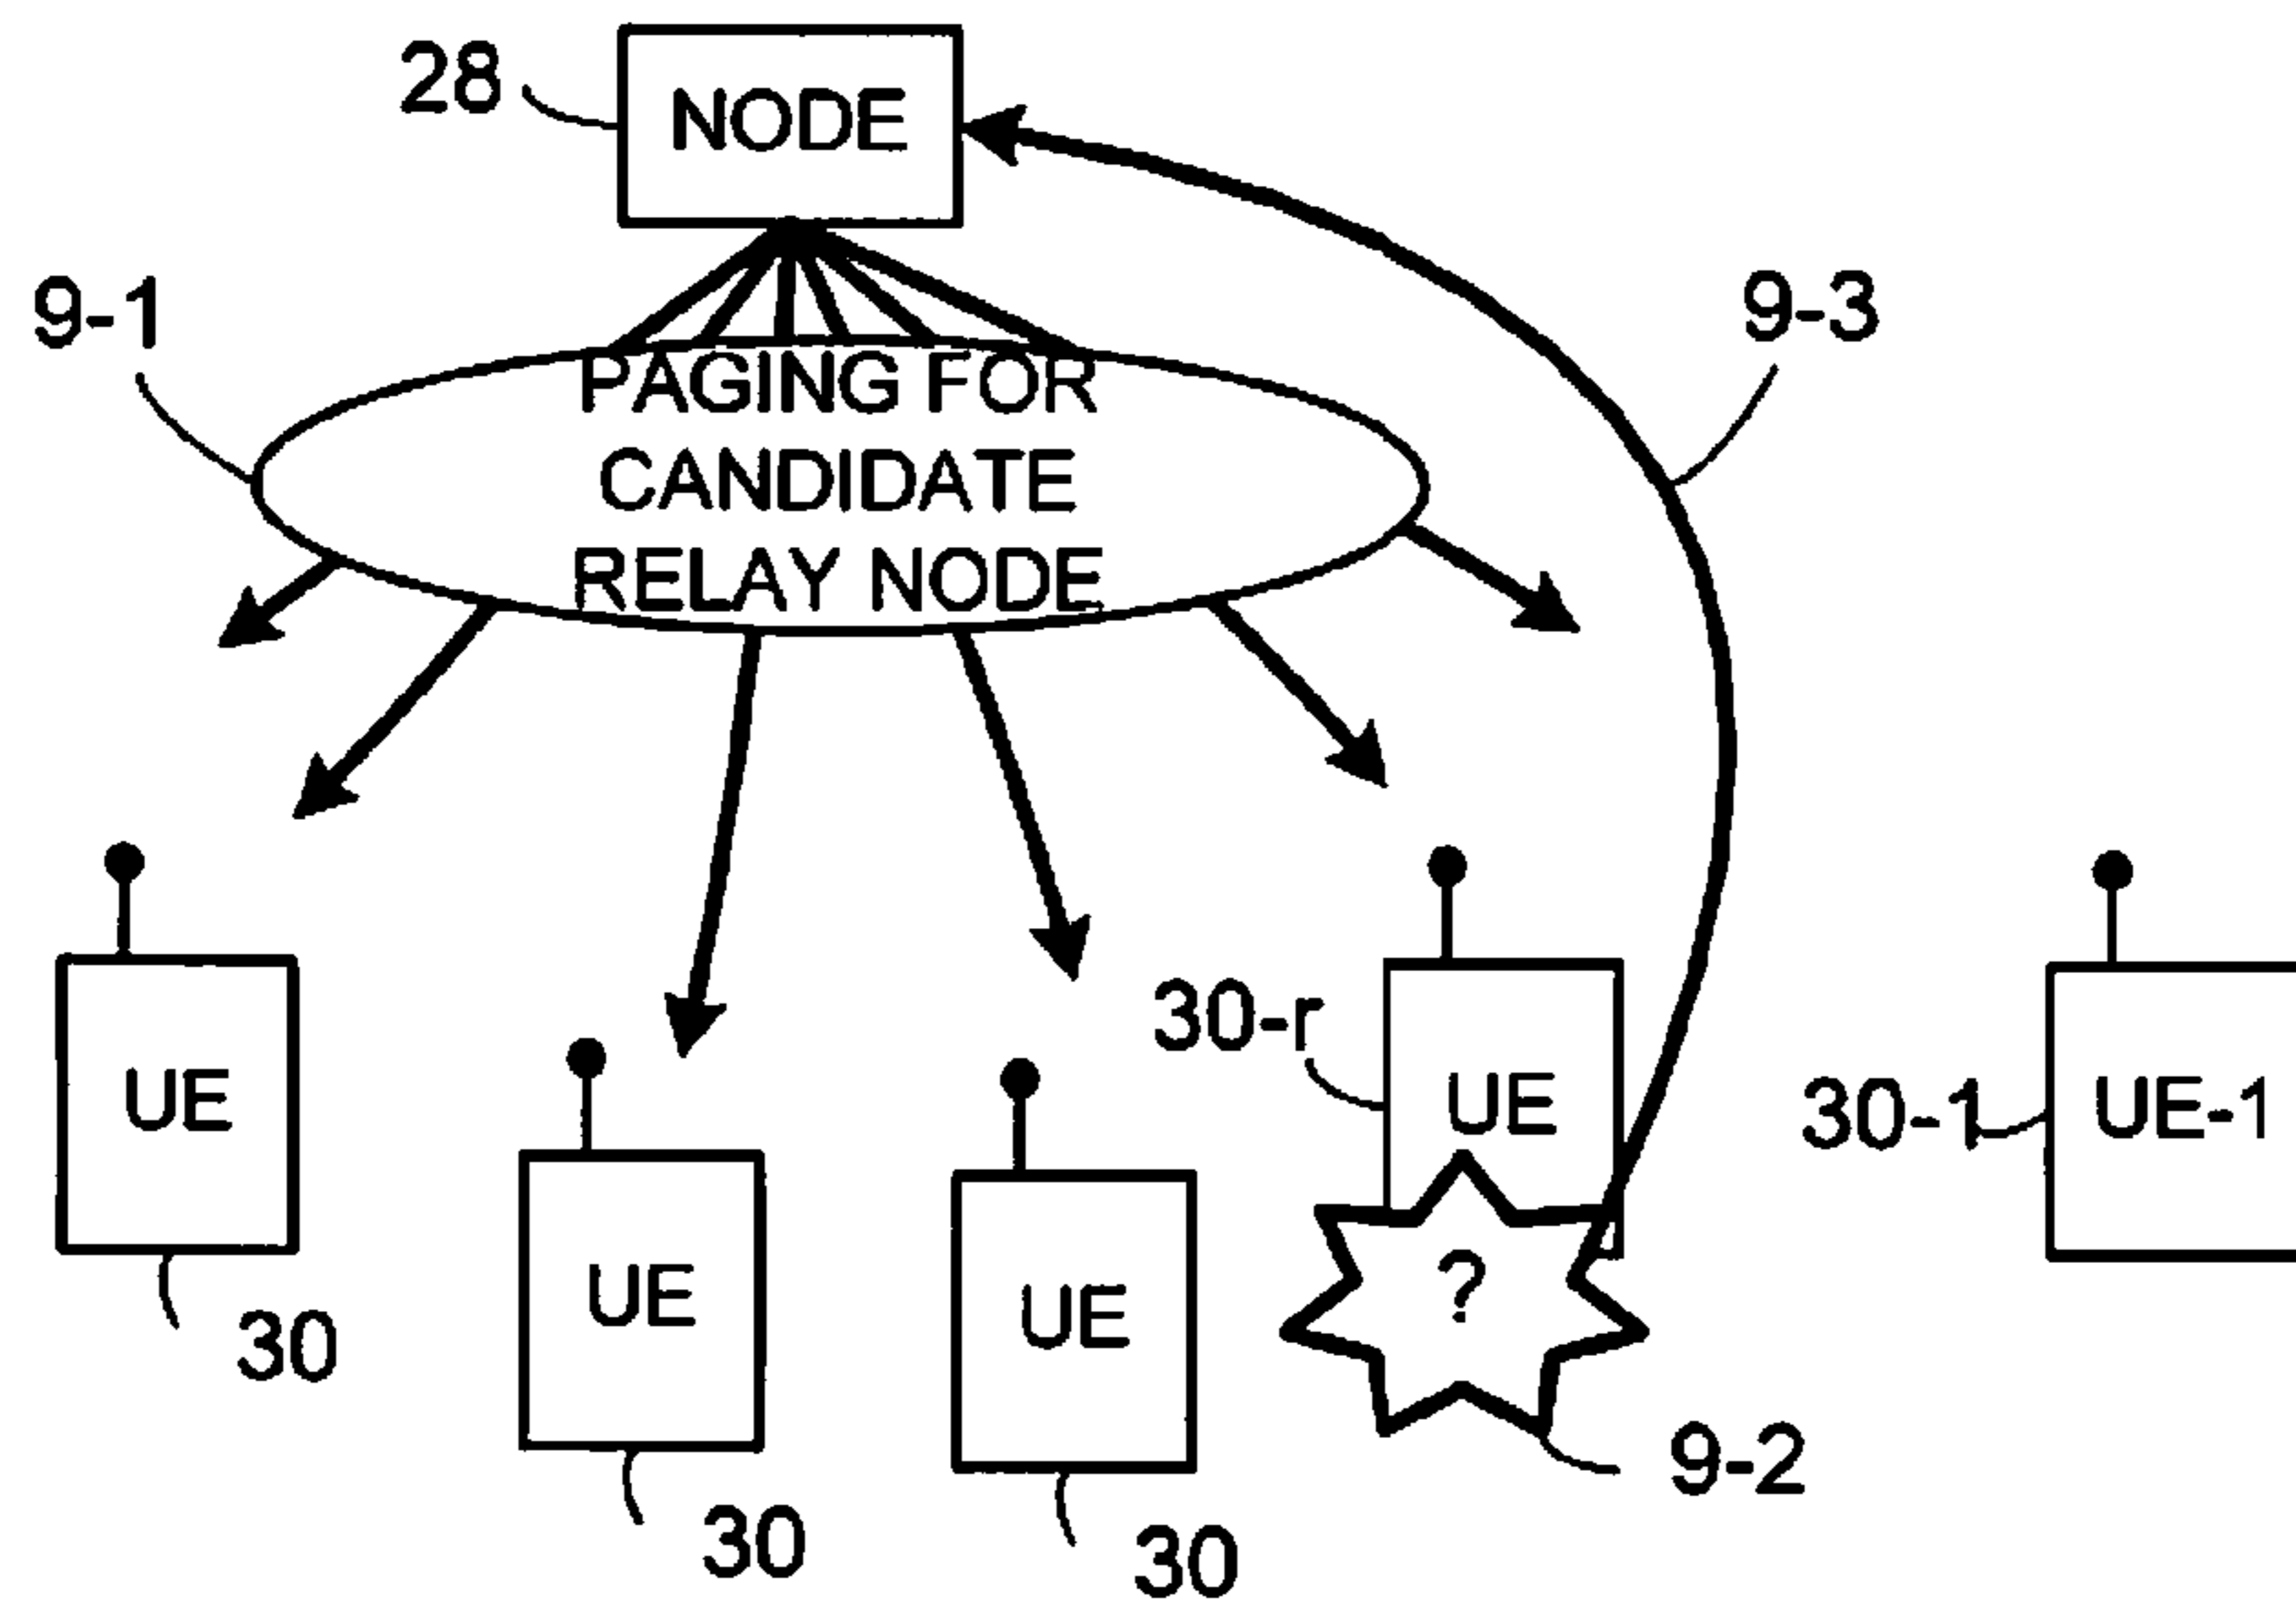 28
NODE
9-1
9-3
PAGING FOR
CANDIDATE
RELAY NODE
30-r
UE
UE
30-1
UE-1
UE
UE
?
30
9-2
30
30